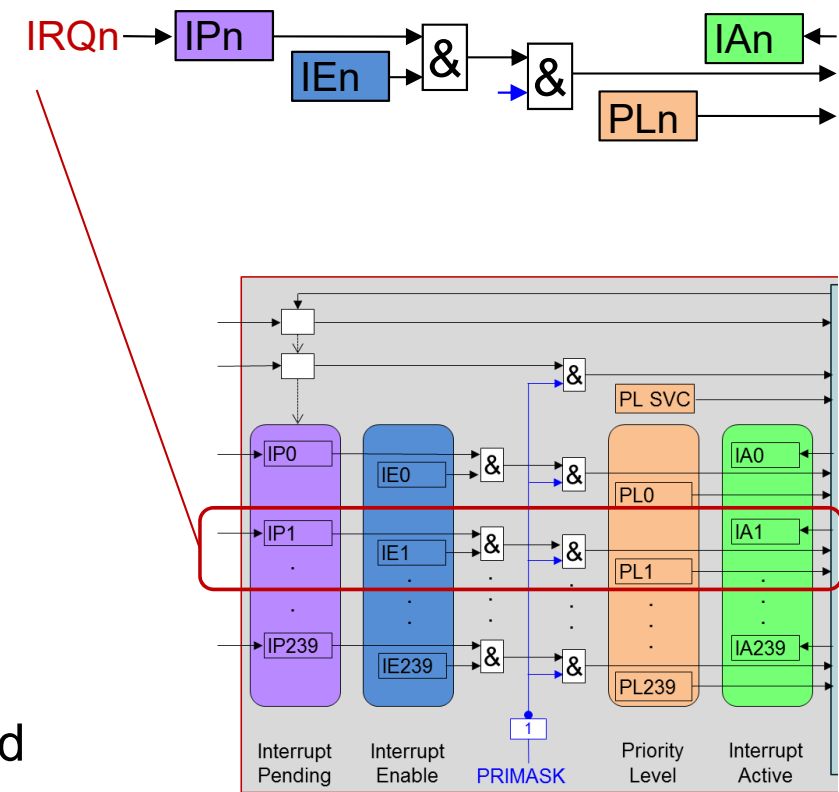 IRQn IPn & & IAn
IEn
PLn
&
PL SVC
IP0 & & IA0
IE0
PL0
IP1 & & IA1
IE1
PL1
. . . . . .
. . . . . .
.
IP239 & & IA239
IE239
PL239
d
1
Interrupt Interrupt Priority Interrupt
Pending Enable PRIMASK Level Active